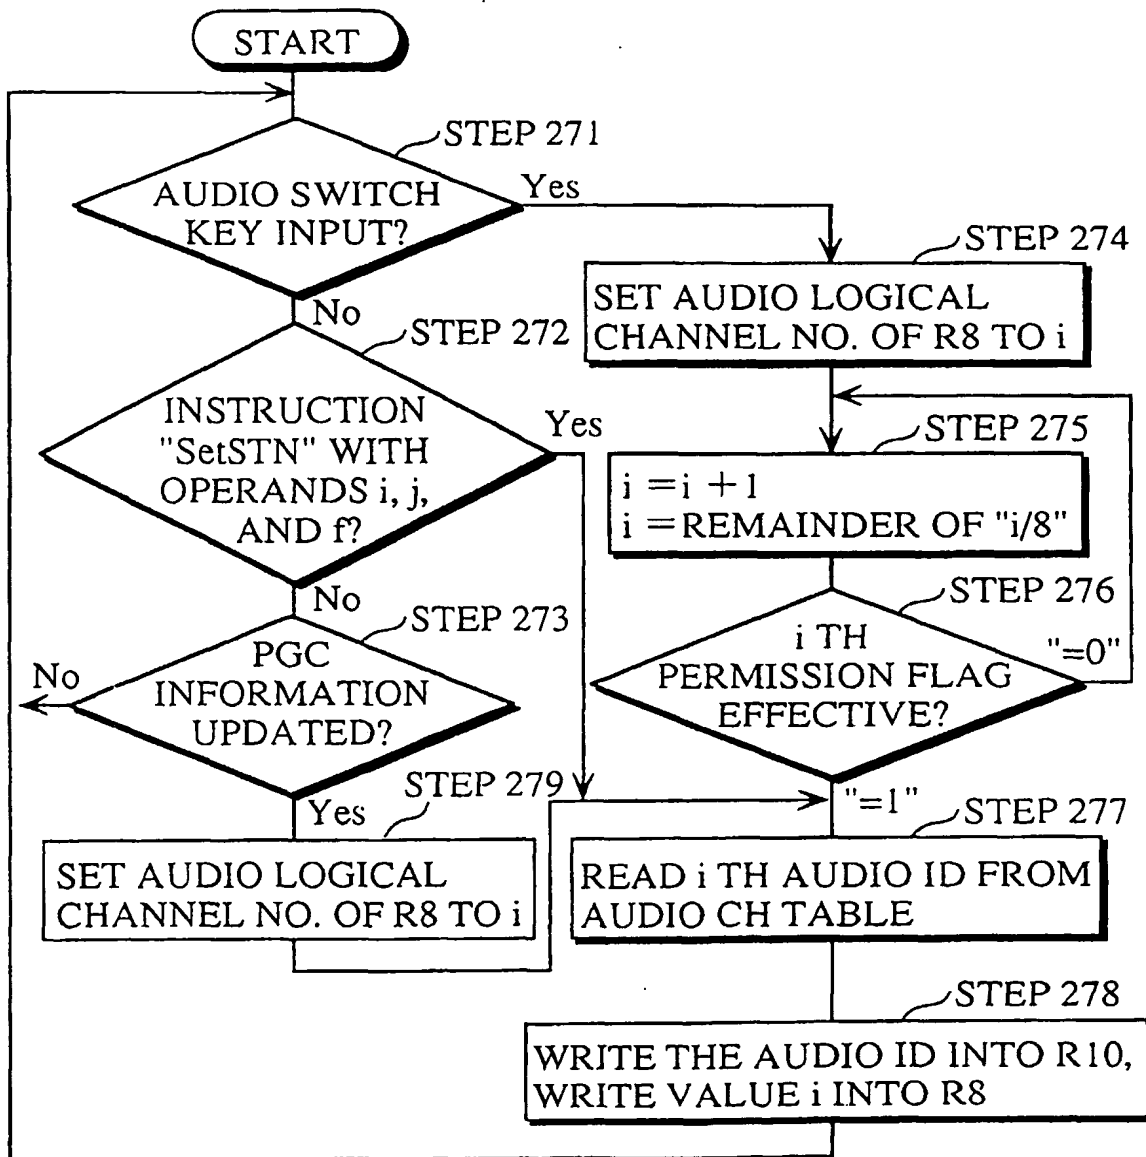 START
STEP 271
AUDIO SWITCH
KEY INPUT?
Yes
No
STEP 272
INSTRUCTION
"SetSTN" WITH
OPERANDS i, j,
AND f?
Yes
No
STEP 273
PGC
INFORMATION
UPDATED?
No
Yes
STEP 279
SET AUDIO LOGICAL
CHANNEL NO. OF R8 TO i
STEP 274
SET AUDIO LOGICAL
CHANNEL NO. OF R8 TO i
STEP 275
i = i + 1
i = REMAINDER OF "i/8"
STEP 276
i TH
PERMISSION FLAG
EFFECTIVE?
"=0"
"=1"
STEP 277
READ i TH AUDIO ID FROM
AUDIO CH TABLE
STEP 278
WRITE THE AUDIO ID INTO R10,
WRITE VALUE i INTO R8